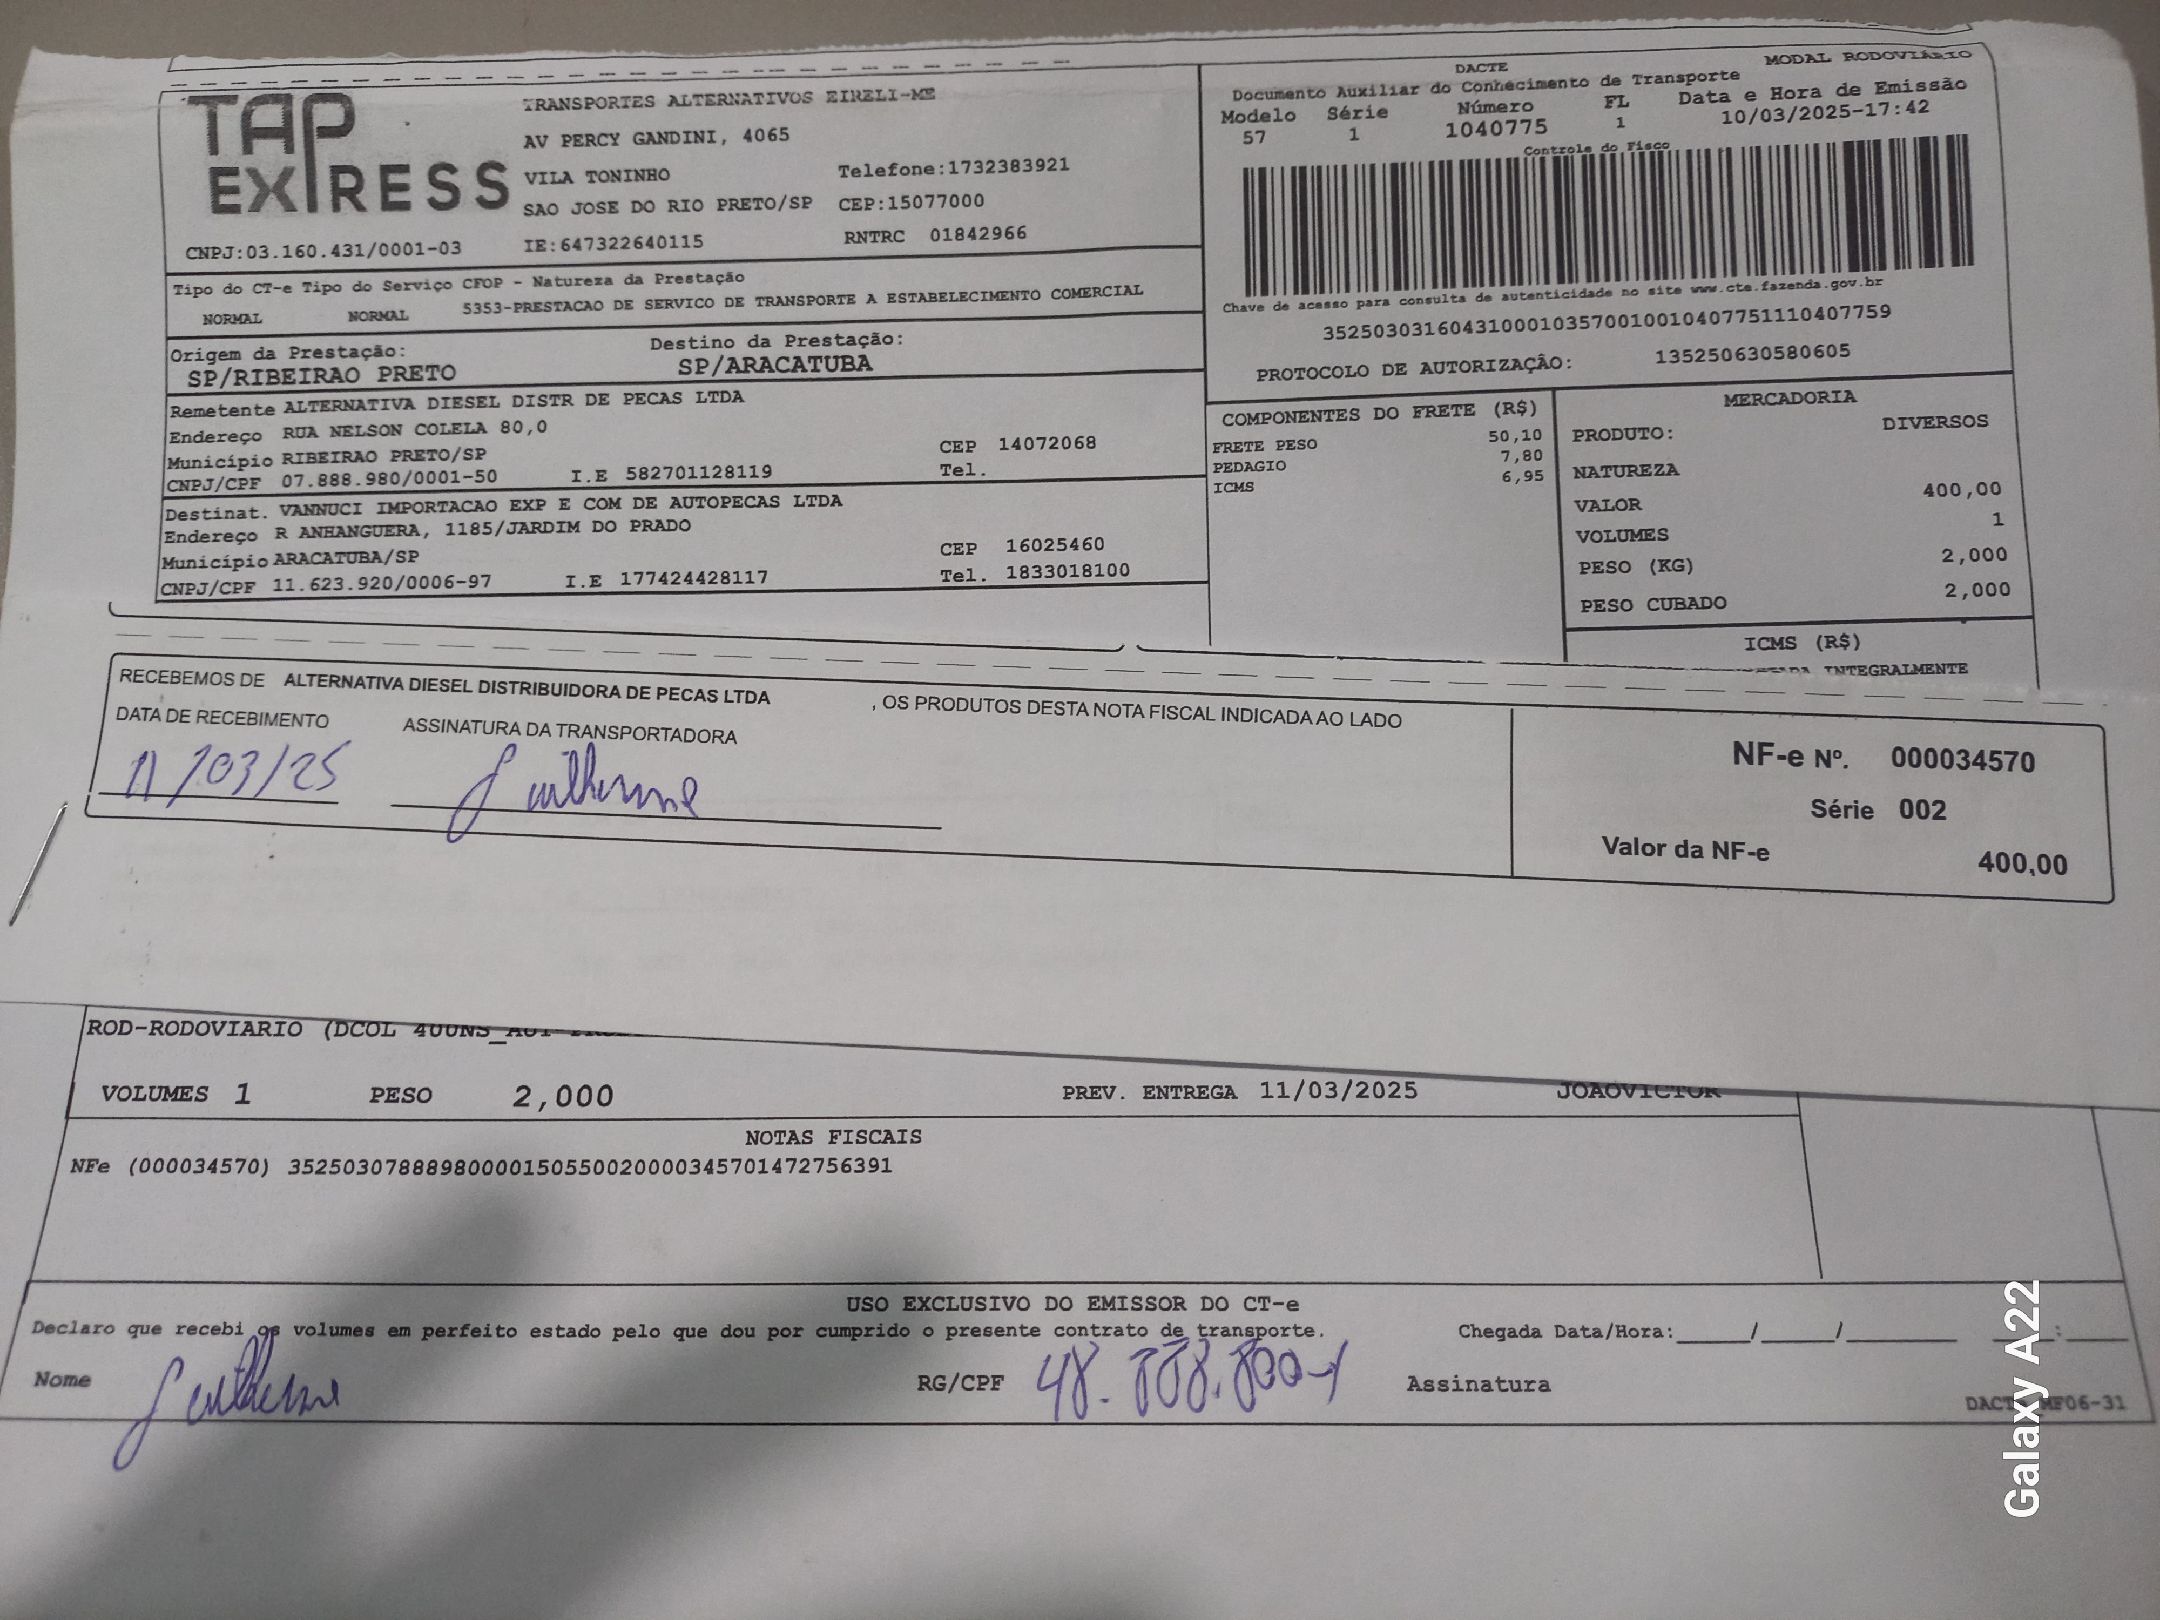 DACTE
MODAL RODOVIÁRIO
TAP EXPRESS
TRANSPORTES ALTERNATIVOS EIRELI-ME
AV PERCY GANDINI, 4065
VILA TONINHO Telefone:1732383921
SAO JOSE DO RIO PRETO/SP CEP:15077000
CNPJ:03.160.431/0001-03 IE:647322640115 RNTRC 01842966
Documento Auxiliar do Conhecimento de Transporte
Modelo Série Número FL Data e Hora de Emissão
57 1 1040775 1 10/03/2025-17:42
Controle do Fisco
Chave de acesso para consulta de autenticidade no site www.cte.fazenda.gov.br
35250303160431000103570010010407751110407759
PROTOCOLO DE AUTORIZAÇÃO: 135250630580605
Tipo do CT-e Tipo do Serviço CFOP - Natureza da Prestação
NORMAL NORMAL 5353-PRESTACAO DE SERVICO DE TRANSPORTE A ESTABELECIMENTO COMERCIAL
Origem da Prestação: Destino da Prestação:
SP/RIBEIRAO PRETO SP/ARACATUBA
Remetente ALTERNATIVA DIESEL DISTR DE PECAS LTDA
Endereço RUA NELSON COLELA 80,0
Município RIBEIRAO PRETO/SP CEP 14072068
CNPJ/CPF 07.888.980/0001-50 I.E 582701128119 Tel.
Destinat. VANNUCI IMPORTACAO EXP E COM DE AUTOPECAS LTDA
Endereço R ANHANGUERA, 1185/JARDIM DO PRADO
Município ARACATUBA/SP CEP 16025460
CNPJ/CPF 11.623.920/0006-97 I.E 177424428117 Tel. 1833018100
COMPONENTES DO FRETE (R$)
FRETE PESO 50,10
PEDAGIO 7,80
ICMS 6,95
MERCADORIA
PRODUTO: DIVERSOS
NATUREZA
VALOR 400,00
VOLUMES 1
PESO (KG) 2,000
PESO CUBADO 2,000
ICMS (R$)
INTEGRALMENTE
RECEBEMOS DE ALTERNATIVA DIESEL DISTRIBUIDORA DE PECAS LTDA , OS PRODUTOS DESTA NOTA FISCAL INDICADA AO LADO
DATA DE RECEBIMENTO ASSINATURA DA TRANSPORTADORA
11/03/25 Guilherme
NF-e Nº. 000034570
Série 002
Valor da NF-e 400,00
ROD-RODOVIARIO (DCOL 400NS
VOLUMES 1 PESO 2,000 PREV. ENTREGA 11/03/2025 JOAOVICTOR
NOTAS FISCAIS
NFe (000034570) 35250307888980000150550020000345701472756391
USO EXCLUSIVO DO EMISSOR DO CT-e
Declaro que recebi os volumes em perfeito estado pelo que dou por cumprido o presente contrato de transporte. Chegada Data/Hora:____/____/______ ___:___
Nome Guilherme RG/CPF Assinatura
MF06-31
Galaxy A22